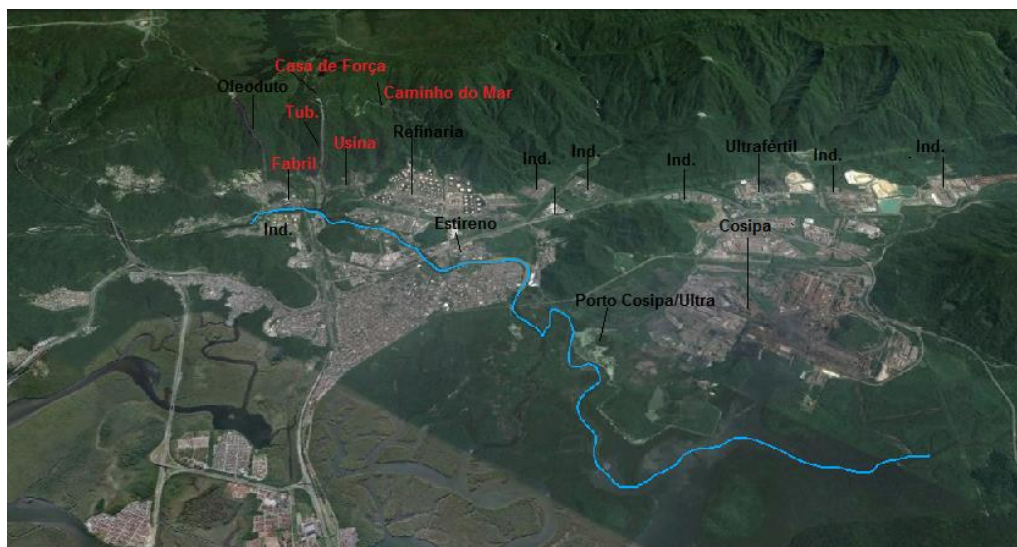 Casa de Força
Oleoduto
Caminho do Mar
Tub.
Refinaria
Usina
Ind.
Ind.
Ultrafértil
Ind.
Ind.
Ind.
Fabril
Ind.
Estireno
Cosipa
Porto Cosipa/Ultra